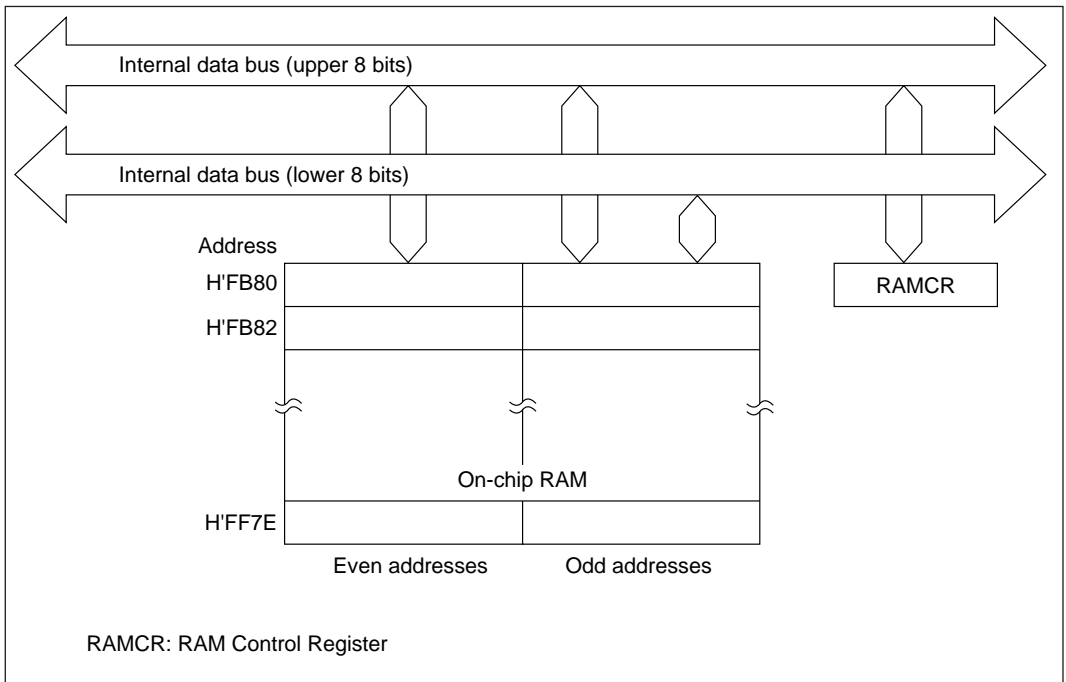 Internal data bus (upper 8 bits)
Internal data bus (lower 8 bits)
Address
H'FB80
RAMCR
H'FB82
On-chip RAM
H'FF7E
Even addresses
Odd addresses
RAMCR: RAM Control Register